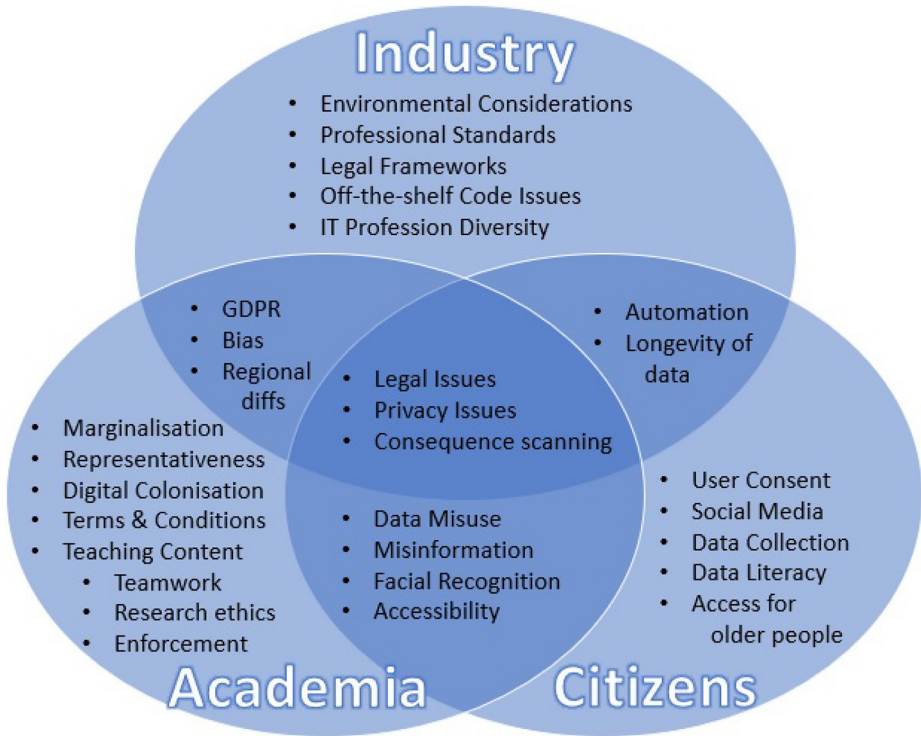 Industry
• Environmental Considerations
• Professional Standards
• Legal Frameworks
• Off-the-shelf Code Issues
• IT Profession Diversity
• GDPR
• Bias
• Regional
diffs
• Automation
• Longevity of
data
• Legal Issues
• Privacy Issues
• Consequence scanning
• Marginalisation
• Representativeness
• Digital Colonisation
• Terms & Conditions
• Teaching Content
• Teamwork
• Research ethics
• Enforcement
• Data Misuse
• Misinformation
• Facial Recognition
• Accessibility
• User Consent
• Social Media
• Data Collection
• Data Literacy
• Access for
older people
Academia
Citizens